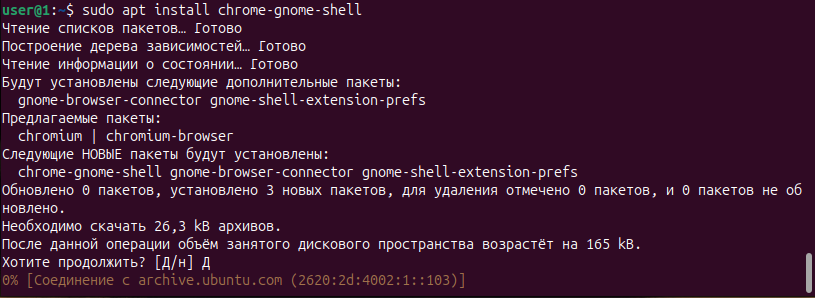 user@1:~$ sudo apt install chrome-gnome-shell
Чтение списков пакетов… Готово
Построение дерева зависимостей… Готово
Чтение информации о состоянии… Готово
Будут установлены следующие дополнительные пакеты:
  gnome-browser-connector gnome-shell-extension-prefs
Предлагаемые пакеты:
  chromium | chromium-browser
Следующие НОВЫЕ пакеты будут установлены:
  chrome-gnome-shell gnome-browser-connector gnome-shell-extension-prefs
Обновлено 0 пакетов, установлено 3 новых пакетов, для удаления отмечено 0 пакетов, и 0 пакетов не об
новлено.
Необходимо скачать 26,3 kB архивов.
После данной операции объём занятого дискового пространства возрастёт на 165 kB.
Хотите продолжить? [Д/н] Д
0% [Соединение с archive.ubuntu.com (2620:2d:4002:1::103)]